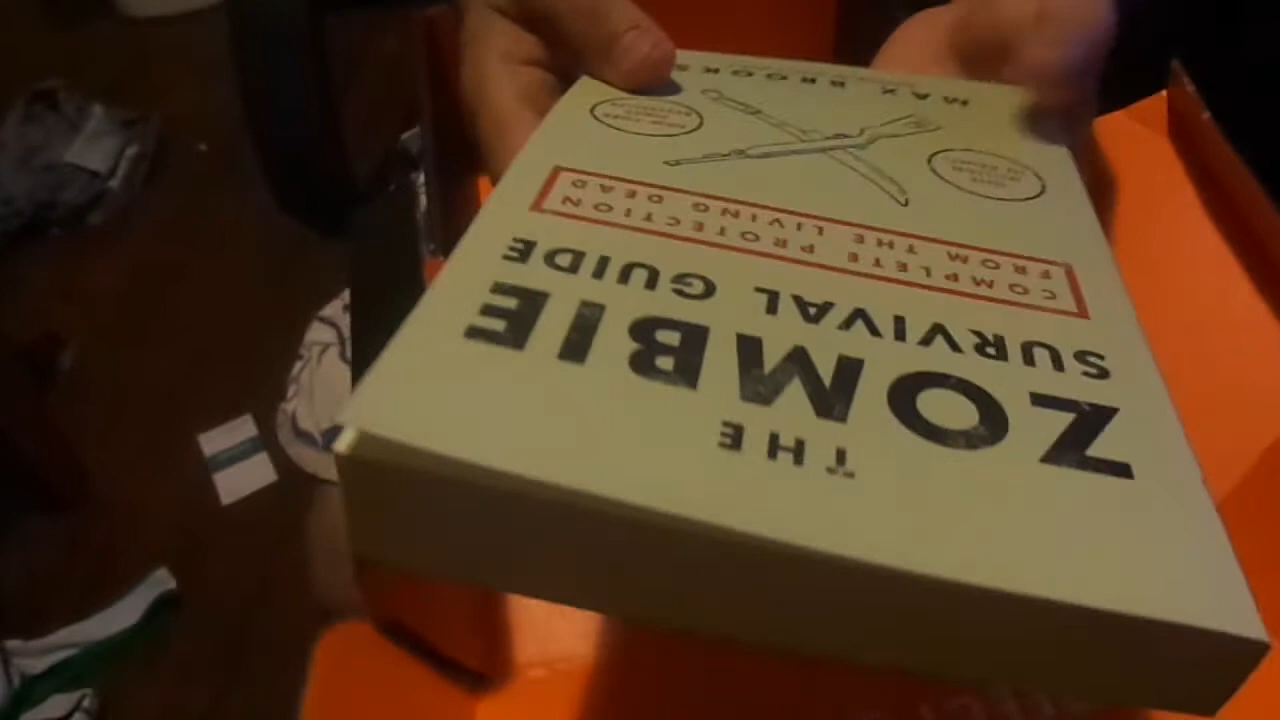 THE
ZOMBIE
SURVIVAL GUIDE
COMPLETE PROTECTION
FROM THE LIVING DEAD
MAX BROOKS